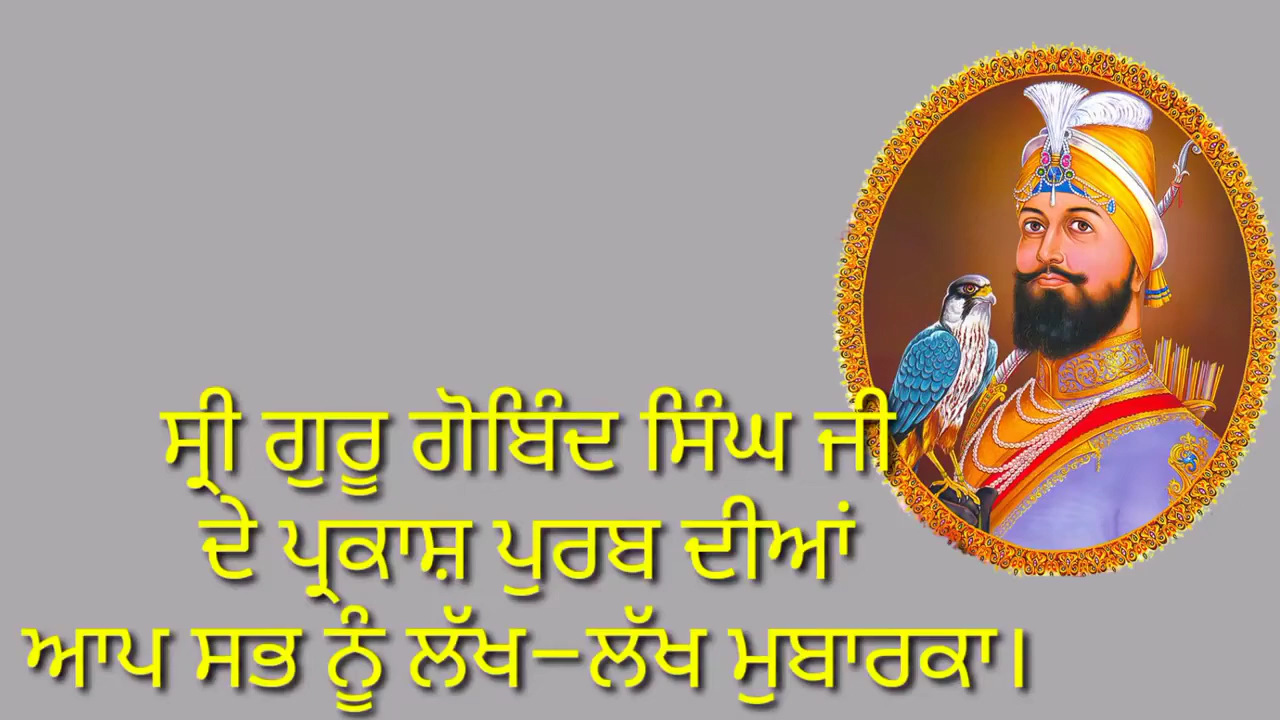 ਸ੍ਰੀ ਗੁਰੂ ਗੋਬਿੰਦ ਸਿੰਘ ਜੀ
ਦੇ ਪ੍ਰਕਾਸ਼ ਪੁਰਬ ਦੀਆਂ
ਆਪ ਸਭ ਨੂੰ ਲੱਖ-ਲੱਖ ਮੁਬਾਰਕਾ।